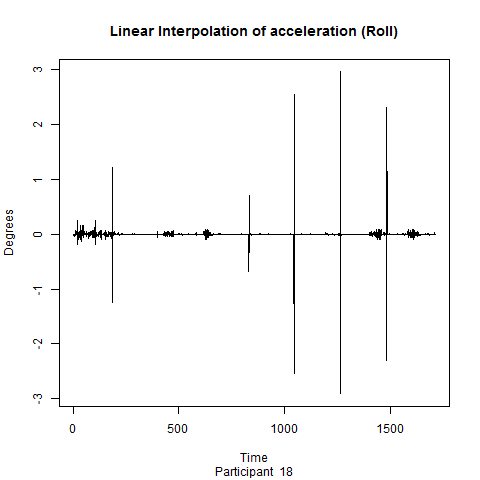 Linear Interpolation of acceleration (Roll)
3
2
1
0
-1
-2
-3
Degrees
0 500 1000 1500
Time
Participant 18